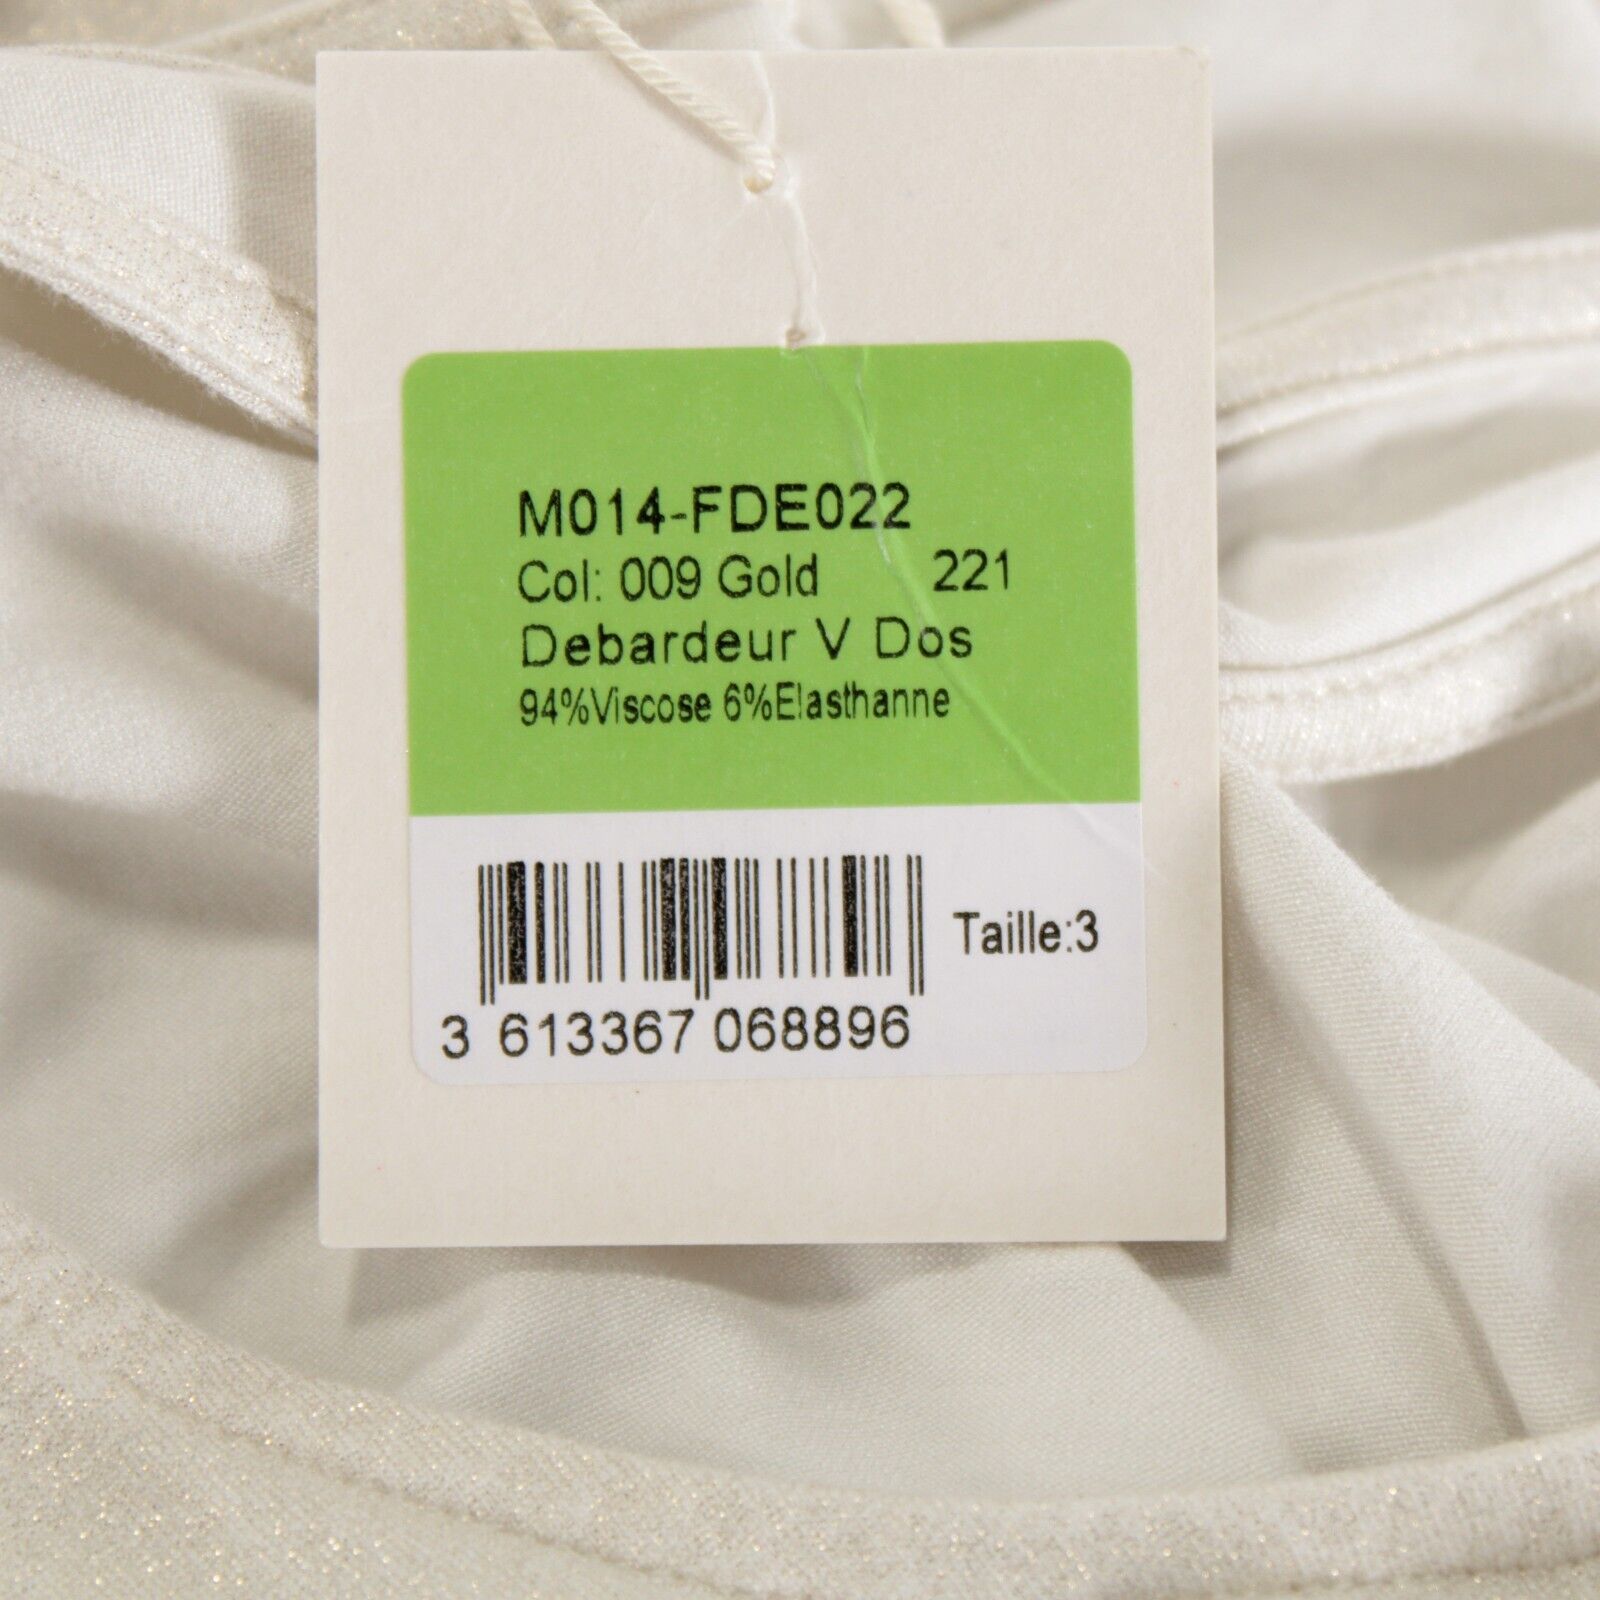 M014-FDE022
Col: 009 Gold 221
Debardeur V Dos
94%Viscose 6%Elasthanne
Taille:3
3 613367 068896